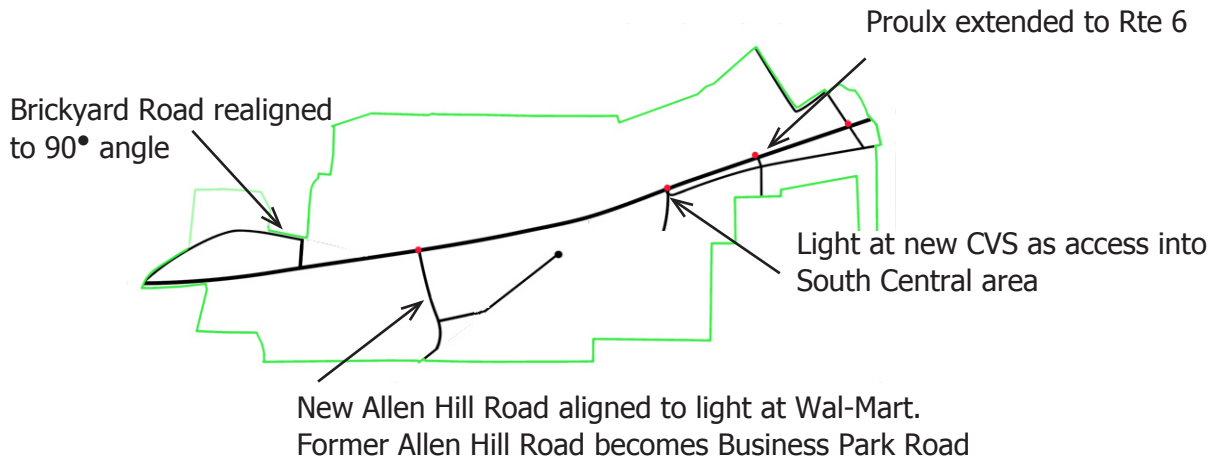 Proulx extended to Rte 6
Brickyard Road realigned
to 90• angle
Light at new CVS as access into
South Central area
New Allen Hill Road aligned to light at Wal-Mart.
Former Allen Hill Road becomes Business Park Road